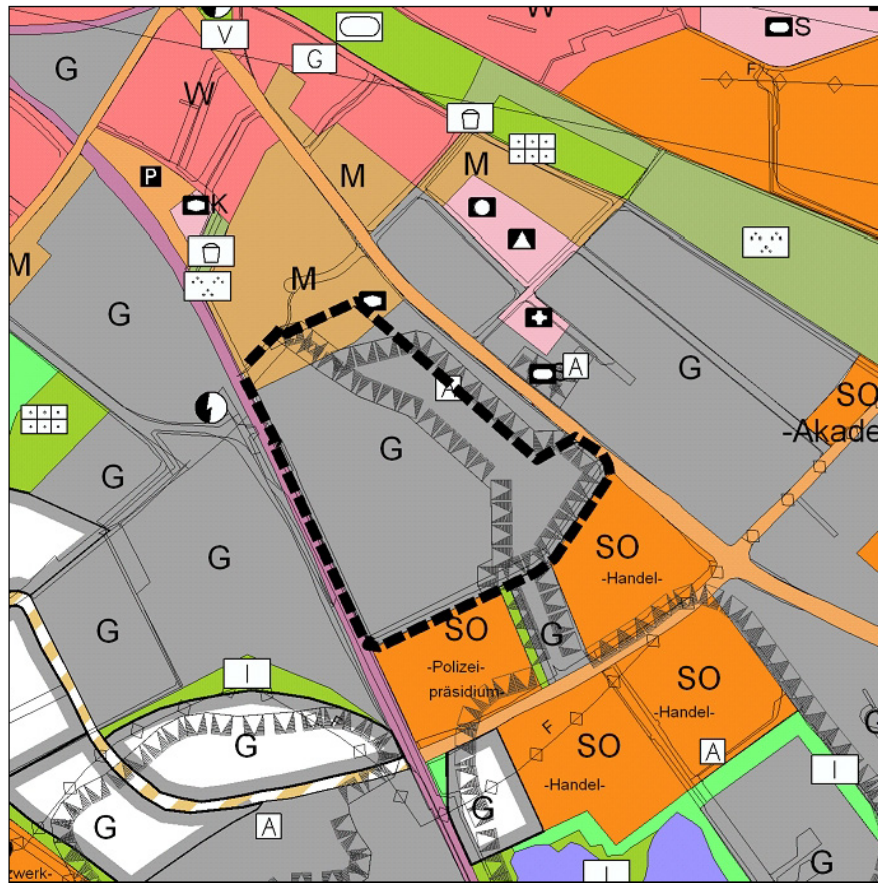 W
V
S
G
G
F
W
M
M
P
K
M
M
G
G
A
A
SO
-Akade
G
G
SO
-Handel-
G
G
SO
-Polizei-
präsidium-
G
SO
-Handel-
I
F
G
SO
-Handel-
A
I
G
G
A
G
zwerk-
I
G